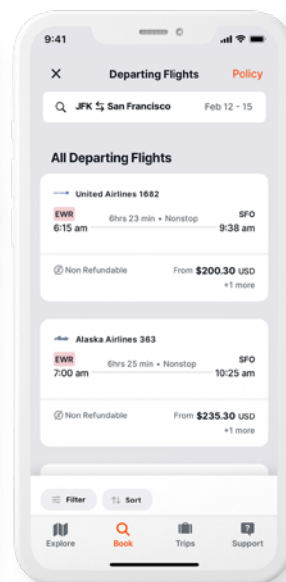 9:41
Departing Flights Policy
JFK San Francisco Feb 12 - 15
All Departing Flights
United Airlines 1682
EWR 6hrs 23 min • Nonstop SFO
6:15 am 9:38 am
Non Refundable From $200.30 USD
+1 more
Alaska Airlines 363
EWR 6hrs 25 min • Nonstop SFO
7:00 am 10:25 am
Non Refundable From $235.30 USD
+1 more
Filter Sort
Explore Book Trips Support